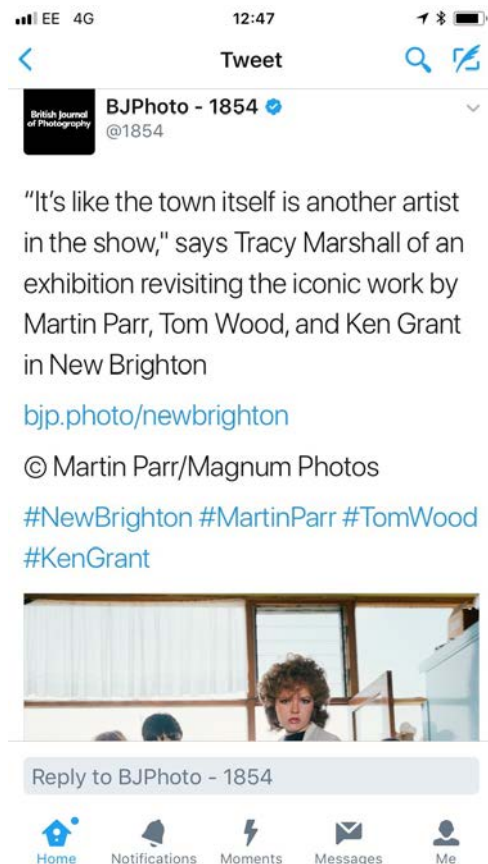 EE 4G 12:47
Tweet
British Journal
of Photography
BJPhoto - 1854
@1854
“It’s like the town itself is another artist
in the show," says Tracy Marshall of an
exhibition revisiting the iconic work by
Martin Parr, Tom Wood, and Ken Grant
in New Brighton
bjp.photo/newbrighton
© Martin Parr/Magnum Photos
#NewBrighton #MartinParr #TomWood
#KenGrant
Reply to BJPhoto - 1854
Home Notifications Moments Messages Me